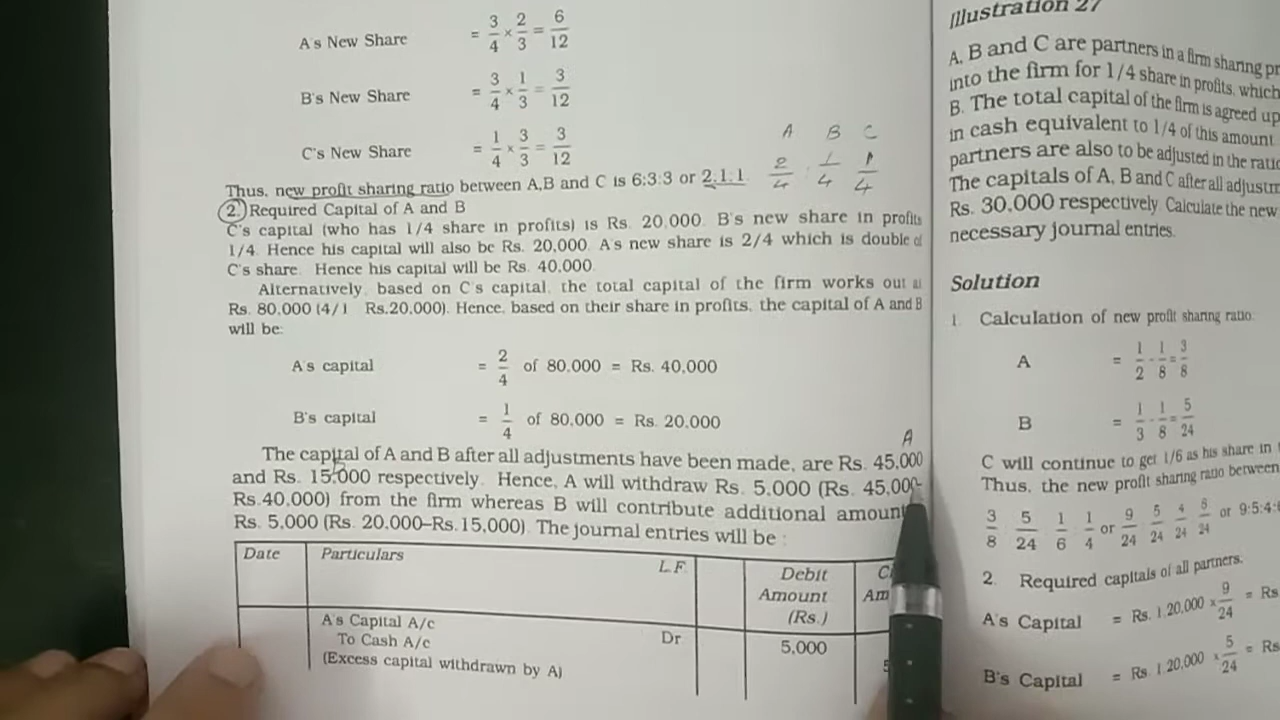 A's New Share = 3/4 × 2/3 = 6/12
B's New Share = 3/4 × 1/3 = 3/12
C's New Share = 1/4 × 3/3 = 3/12
A B C
2/4 : 1/4 1/4
Thus, new profit sharing ratio between A,B and C is 6:3:3 or 2:1:1
2. Required Capital of A and B
C's capital (who has 1/4 share in profits) is Rs. 20,000. B's new share in profits
1/4. Hence his capital will also be Rs. 20,000. A's new share is 2/4 which is double of
C's share. Hence his capital will be Rs. 40,000.
Alternatively, based on C's capital, the total capital of the firm works out at
Rs. 80,000 (4/1 Rs.20,000). Hence, based on their share in profits, the capital of A and B
will be:
A's capital = 2/4 of 80,000 = Rs. 40,000
B's capital = 1/4 of 80,000 = Rs. 20,000
A
The capital of A and B after all adjustments have been made, are Rs. 45,000
B
and Rs. 15,000 respectively. Hence, A will withdraw Rs. 5,000 (Rs. 45,000–
Rs.40,000) from the firm whereas B will contribute additional amount
Rs. 5,000 (Rs. 20,000–Rs.15,000). The journal entries will be :
Date Particulars L.F. Debit
Amount Am
(Rs.)
A's Capital A/c Dr 5,000
To Cash A/c
(Excess capital withdrawn by A)
Illustration 27
A, B and C are partners in a firm sharing pr
into the firm for 1/4 share in profits, which
B. The total capital of the firm is agreed up
in cash equivalent to 1/4 of this amount
partners are also to be adjusted in the ratio
The capitals of A, B and C after all adjustm
Rs. 30,000 respectively. Calculate the new
necessary journal entries.
Solution
1. Calculation of new profit sharing ratio
A = 1/2 - 1/8 = 3/8
B = 1/3 - 1/8 = 5/24
C will continue to get 1/6 as his share in
Thus, the new profit sharing ratio between
3/8 5/24 1/6 1/4 or 9/24 5/24 4/24 6/24 or 9:5:4:
2. Required capitals of all partners.
A's Capital = Rs. 1,20,000 × 9/24 = Rs
B's Capital = Rs. 1,20,000 × 5/24 = Rs